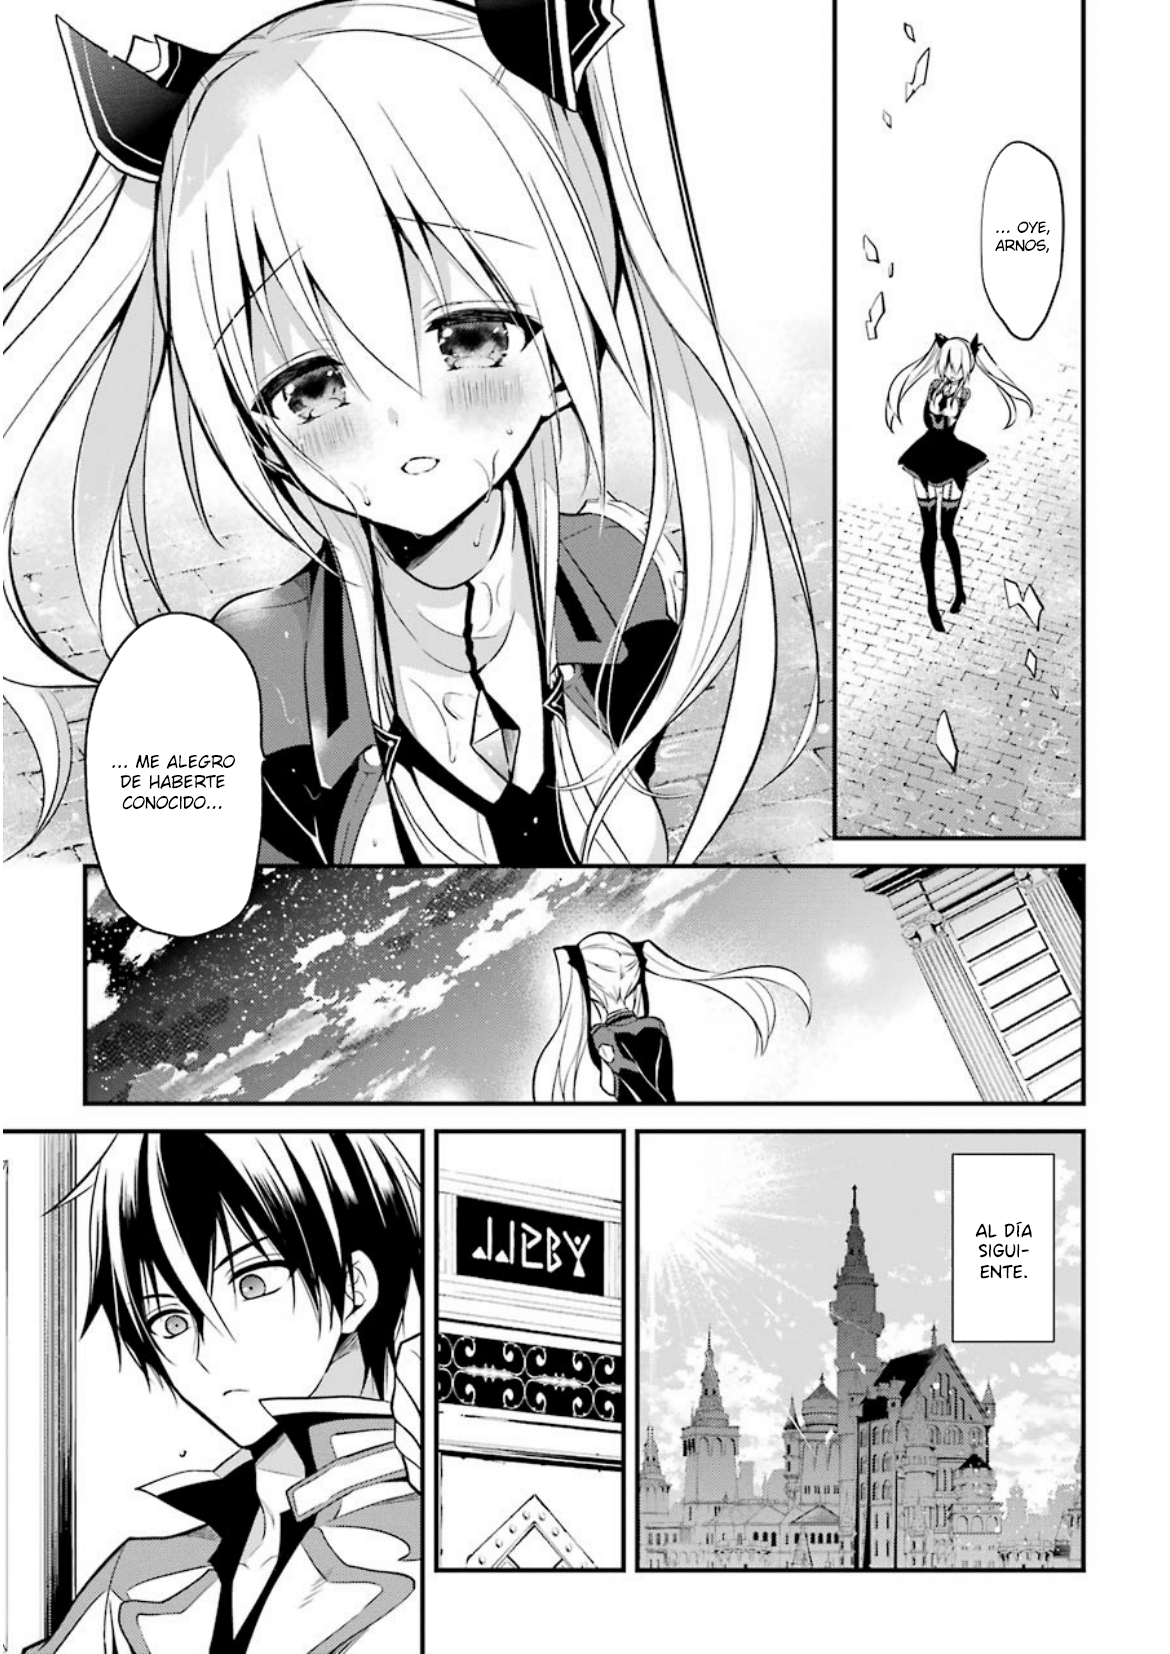 ... OYE,
ARNOS,
... ME ALEGRO
DE HABERTE
CONOCIDO...
AL DÍA
SIGUI-
ENTE.